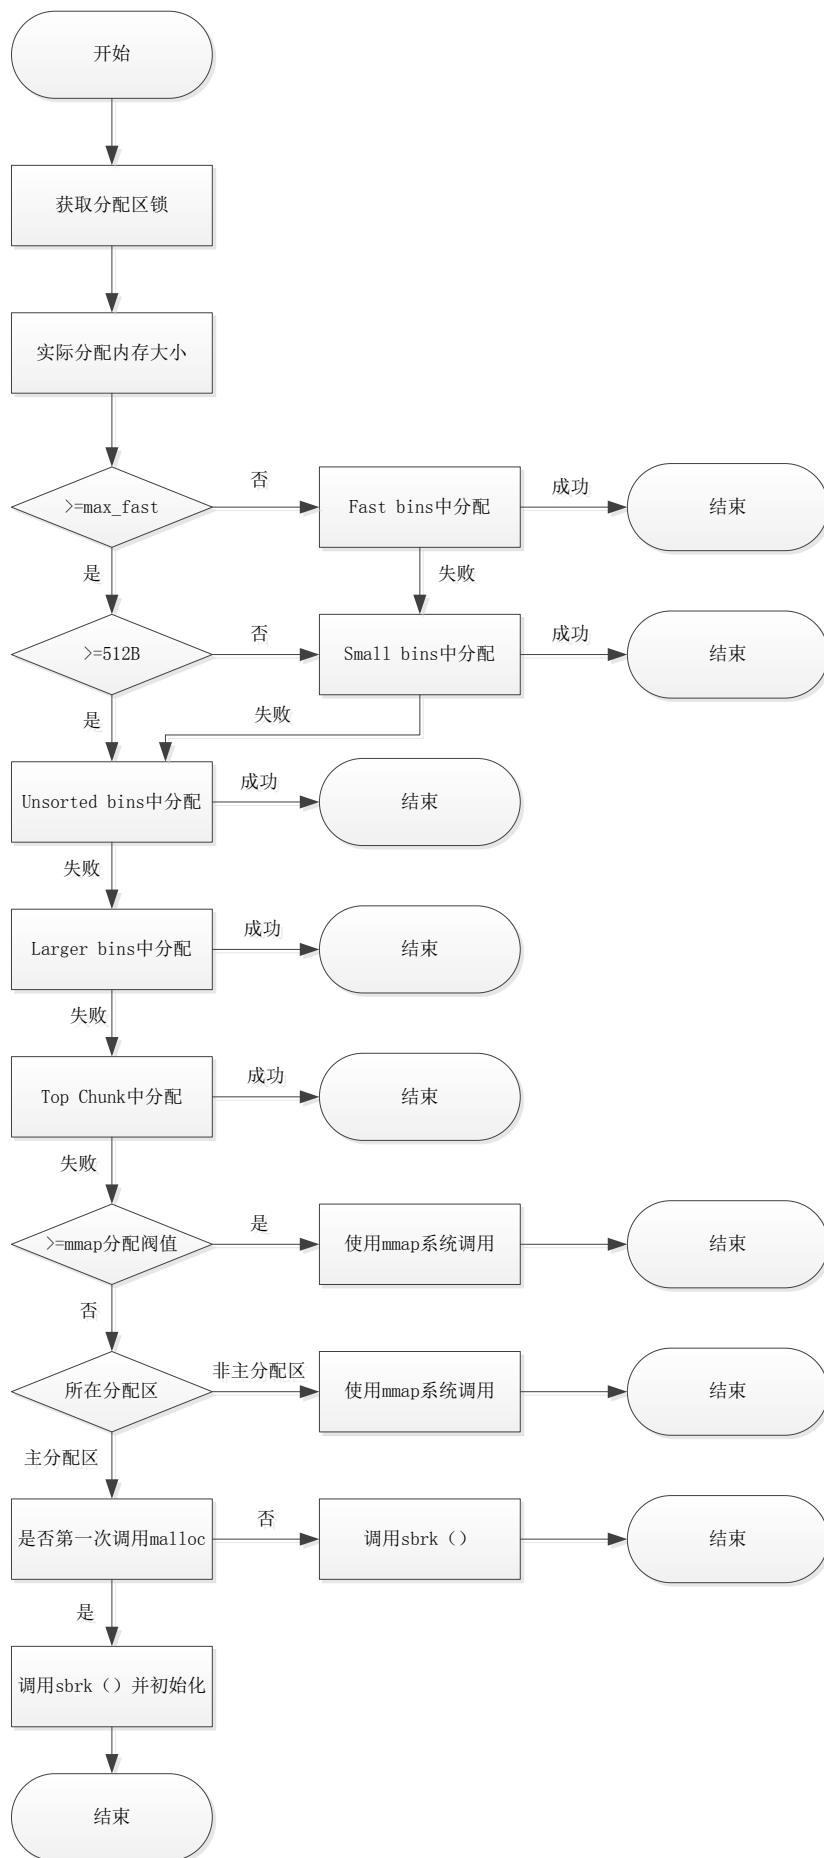 开始
获取分配区锁
实际分配内存大小
>=max_fast
否
Fast bins中分配
成功
结束
是
失败
>=512B
否
Small bins中分配
成功
结束
是
失败
Unsorted bins中分配
成功
结束
失败
Larger bins中分配
成功
结束
失败
Top Chunk中分配
成功
结束
失败
>=mmap分配阀值
是
使用mmap系统调用
结束
否
所在分配区
非主分配区
使用mmap系统调用
结束
主分配区
是否第一次调用malloc
否
调用sbrk（）
结束
是
调用sbrk（）并初始化
结束